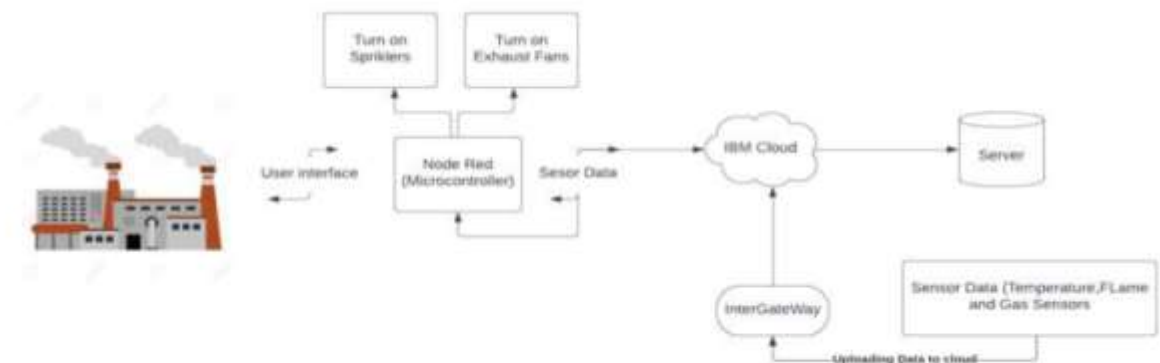 Turn on
Spriklers
Turn on
Exhaust Fans
User interface
Node Red
(Microcontroller)
Sesor Data
IBM Cloud
Server
InterGateWay
Sensor Data (Temperature,FLame
and Gas Sensors
Uploading Data to cloud